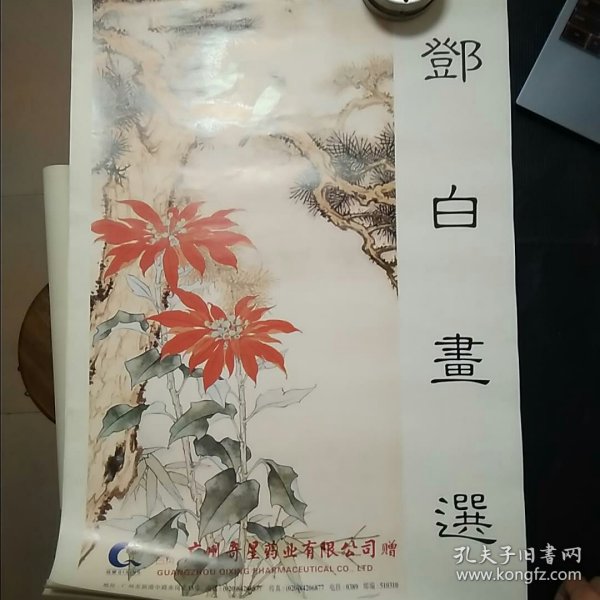 鄧白畫選
广州奇星药业有限公司赠
GUANGZHOU QIXING PHARMACEUTICAL CO., LTD
孔夫子旧书网
www.kongfz.com